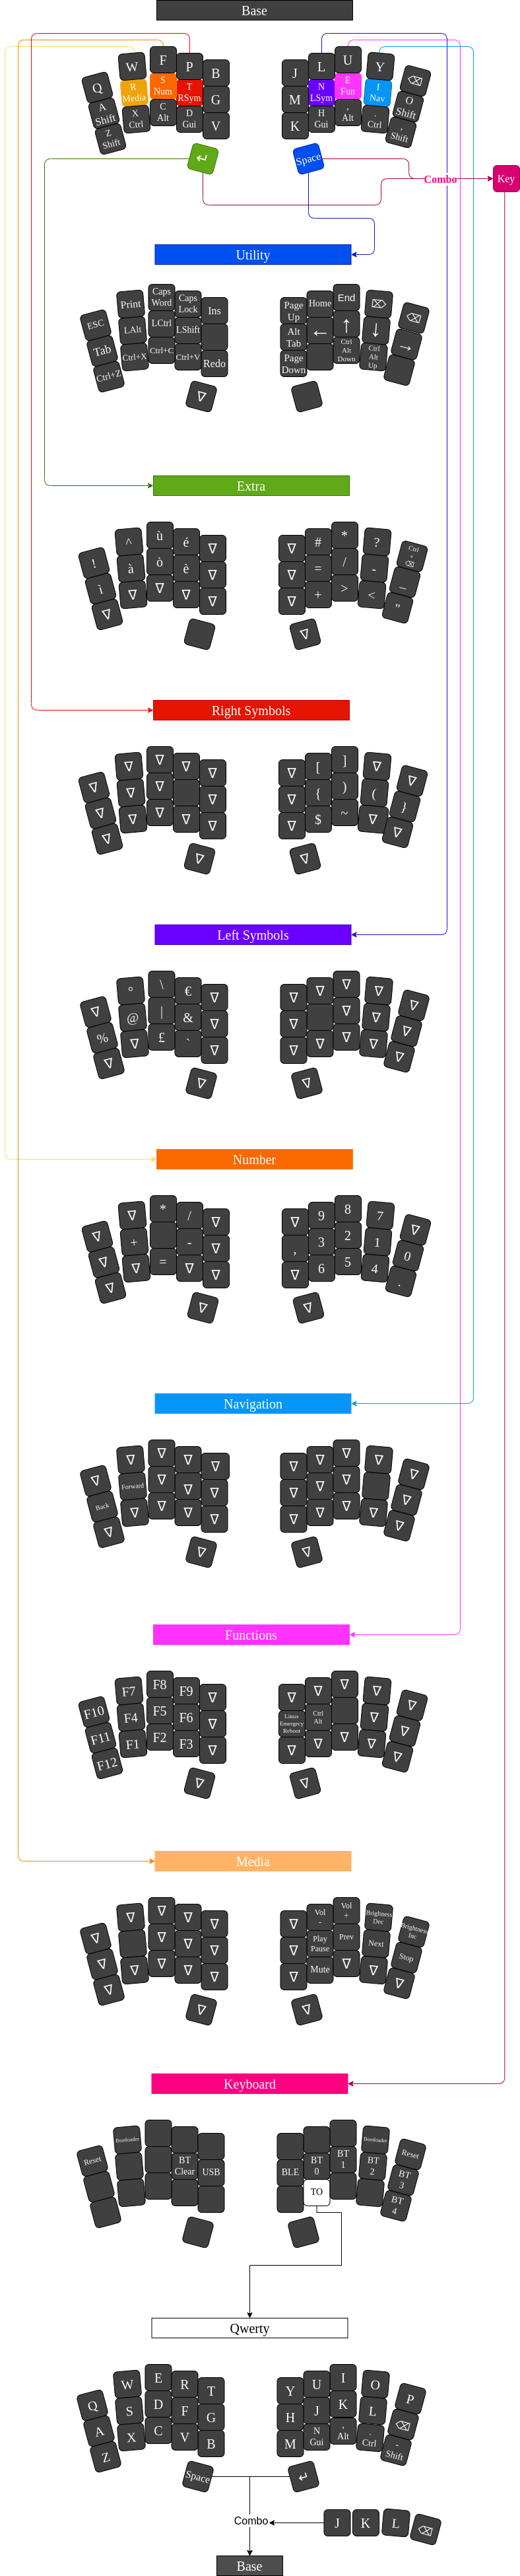 Base
Q W F P B J L U Y ⌫
A Shift R Media S Num T RSym G M N LSym E Fun I Nav O Shift
Z Shift X Ctrl C Alt D Gui V K H Gui , Alt . Ctrl , Shift
↵ Space
Combo
Key
Utility
ESC Print Caps Word Caps Lock Ins Page Up Home End ⌦ ⌫
Tab LAlt LCtrl LShift Alt Tab ← ↑ ↓ →
Ctrl+Z Ctrl+X Ctrl+C Ctrl+V Redo Page Down Ctrl Alt Down Ctrl Alt Up
∇
Extra
! ^ ù é ∇ ∇ # * ? Ctrl + ⌫
ì à ò è ∇ ∇ = / - _
∇ ∇ ∇ ∇ ∇ ∇ + > < "
∇
Right Symbols
∇ ∇ ∇ ∇ ∇ ∇ [ ] ∇ ∇
∇ ∇ ∇ ∇ ∇ { ) ( }
∇ ∇ ∇ ∇ ∇ ∇ $ ~ ∇ ∇
∇ ∇
Left Symbols
∇ ° \ € ∇ ∇ ∇ ∇ ∇ ∇
% @ | & ∇ ∇ ∇ ∇ ∇
∇ ∇ £ ` ∇ ∇ ∇ ∇ ∇ ∇
∇ ∇
Number
∇ ∇ * / ∇ ∇ 9 8 7 ∇
∇ + - ∇ , 3 2 1 0
∇ ∇ = ∇ ∇ ∇ 6 5 4 .
∇ ∇
Navigation
∇ ∇ ∇ ∇ ∇ ∇ ∇ ∇ ∇ ∇
Back Forward ∇ ∇ ∇ ∇ ∇ ∇ ∇
∇ ∇ ∇ ∇ ∇ ∇ ∇ ∇ ∇ ∇
∇ ∇
Functions
F10 F7 F8 F9 ∇ ∇ ∇ ∇ ∇ ∇
F11 F4 F5 F6 ∇ Linux Emergecy Reboot Ctrl Alt ∇ ∇
F12 F1 F2 F3 ∇ ∇ ∇ ∇ ∇ ∇
∇ ∇
Media
∇ ∇ ∇ ∇ ∇ ∇ Vol - Vol + Brighness Dec Brightness Inc
∇ ∇ ∇ ∇ ∇ Play Pause Prev Next Stop
∇ ∇ ∇ ∇ ∇ ∇ Mute ∇ ∇ ∇
∇ ∇
Keyboard
Reset Bootloader Bootloader Reset
BT Clear USB BLE BT 0 BT 1 BT 2 BT 3
TO BT 4
Qwerty
Q W E R T Y U I O P
A S D F G H J K L ⌫
Z X C V B M N Gui , Alt . Ctrl - Shift
Space ↵
Combo
J K L ⌫
Base